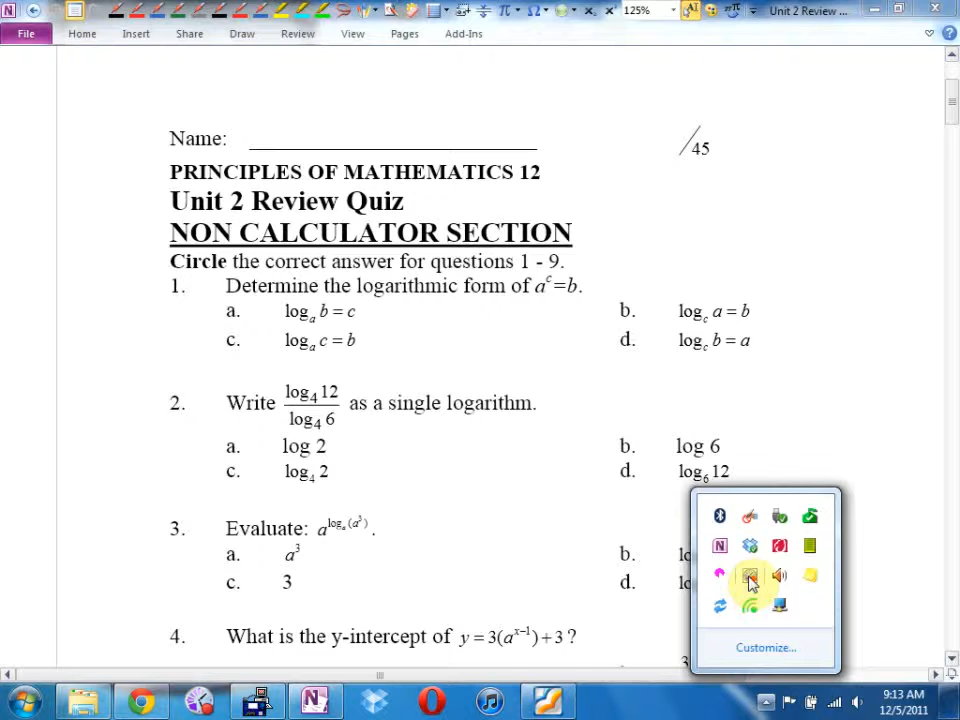 125%
Unit 2 Review ...
File Home Insert Share Draw Review View Pages Add-Ins
Name: ____________________ /45
PRINCIPLES OF MATHEMATICS 12
Unit 2 Review Quiz
NON CALCULATOR SECTION
Circle the correct answer for questions 1 - 9.
1. Determine the logarithmic form of a^c=b.
a. log_a b = c b. log_c a = b
c. log_a c = b d. log_c b = a
2. Write log_4 12 / log_4 6 as a single logarithm.
a. log 2 b. log 6
c. log_4 2 d. log_6 12
3. Evaluate: a^{log_a(a^3)}.
a. a^3 b.
c. 3 d.
4. What is the y-intercept of y = 3(a^{x-1}) + 3 ?
Customize...
9:13 AM
12/5/2011